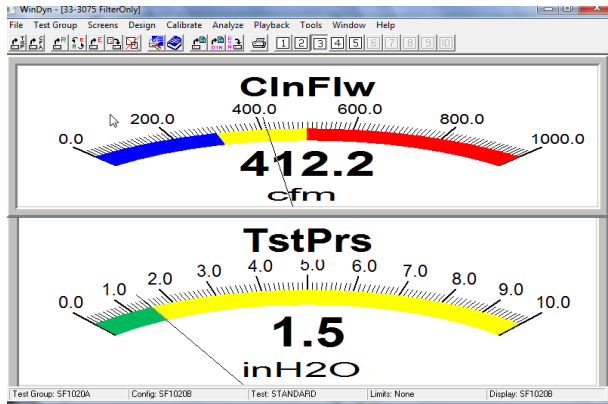 WinDyn - [33-3075 FilterOnly]
File Test Group Screens Design Calibrate Analyze Playback Tools Window Help
1 2 3 4 5 6 7 8 9 10
ClnFlw
0.0 200.0 400.0 600.0 800.0 1000.0
412.2
cfm
TstPrs
0.0 1.0 2.0 3.0 4.0 5.0 6.0 7.0 8.0 9.0 10.0
1.5
inH2O
Test Group: SF1020A Config: SF1020B Test: STANDARD Limits: None Display: SF1020B